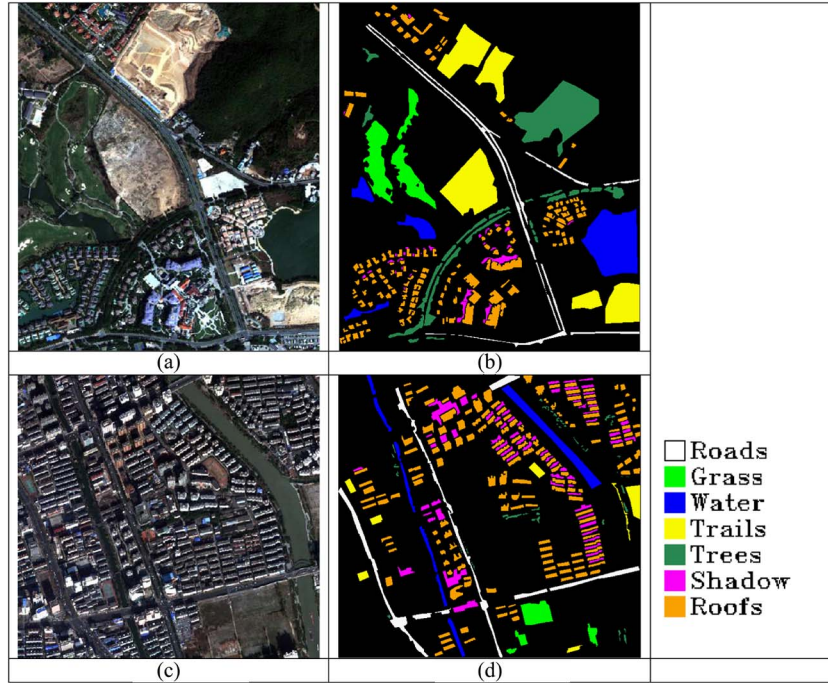 (a)
(b)
(c)
(d)
Roads
Grass
Water
Trails
Trees
Shadow
Roofs